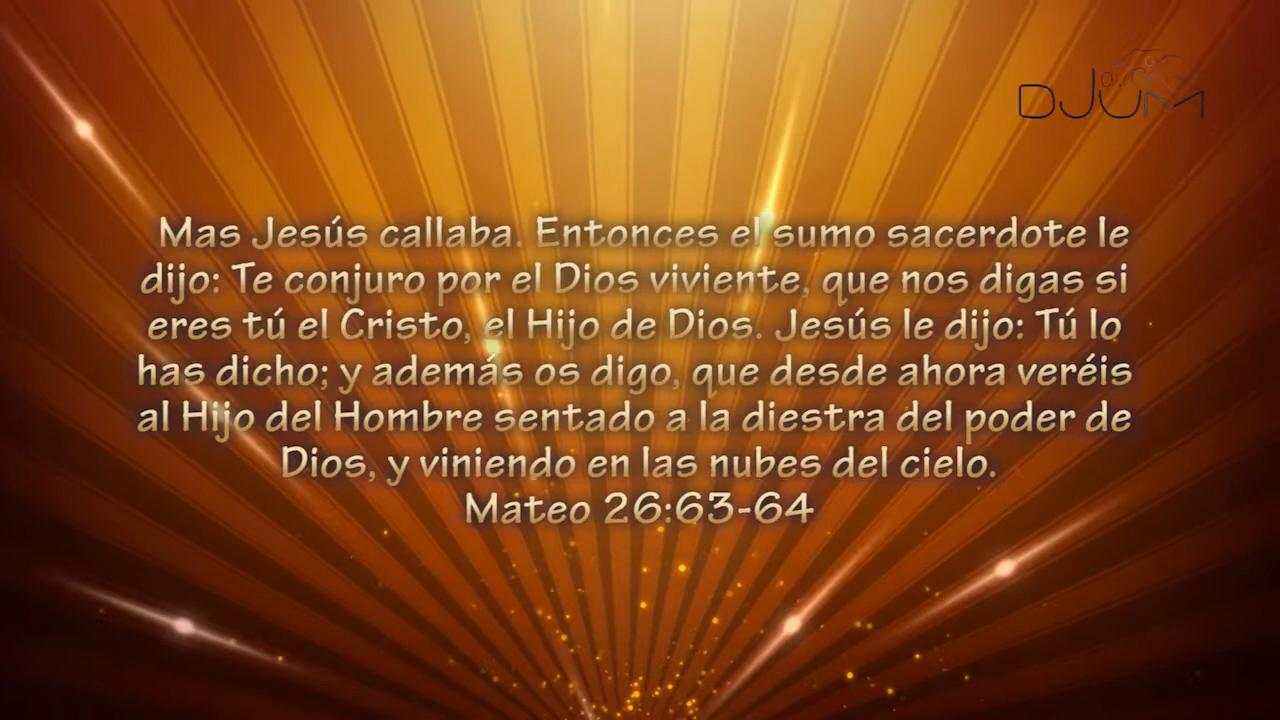 DJUM
Mas Jesús callaba. Entonces el sumo sacerdote le
dijo: Te conjuro por el Dios viviente, que nos digas si
eres tú el Cristo, el Hijo de Dios. Jesús le dijo: Tú lo
has dicho; y además os digo, que desde ahora veréis
al Hijo del Hombre sentado a la diestra del poder de
Dios, y viniendo en las nubes del cielo.
Mateo 26:63-64